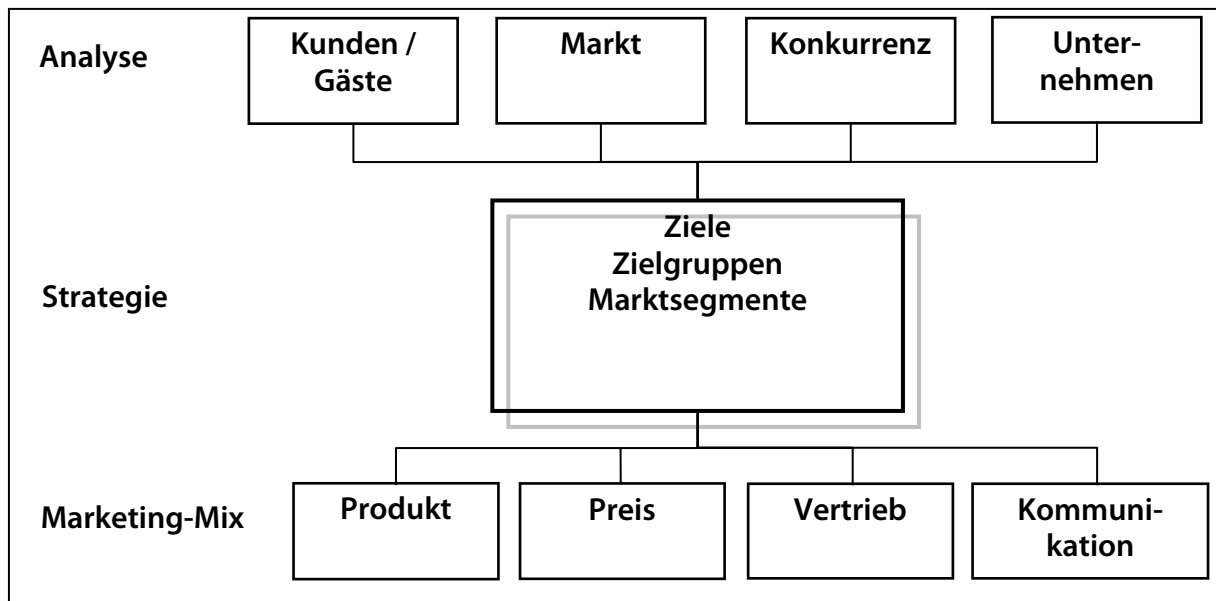 Analyse
Kunden /
Gäste
Markt
Konkurrenz
Unter-
nehmen
Strategie
Ziele
Zielgruppen
Marktsegmente
Marketing-Mix
Produkt
Preis
Vertrieb
Kommuni-
kation